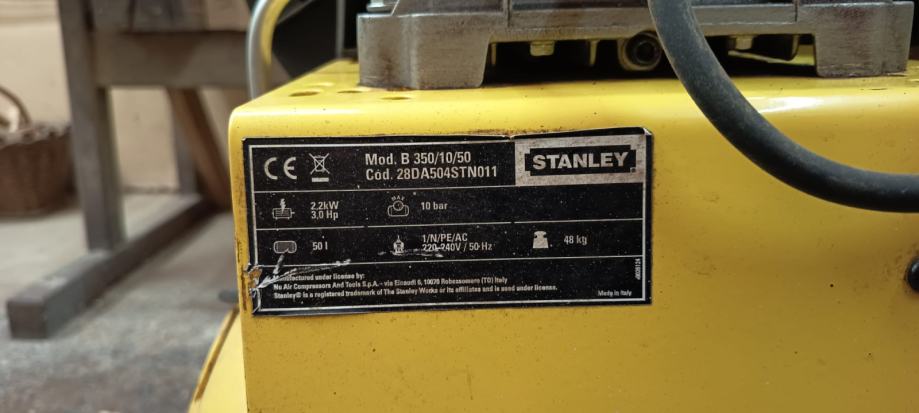 CE
Mod. B 350/10/50
Cód. 28DA504STN011
STANLEY
2.2kW
3,0 Hp
MAX
10 bar
50 l
1/N/PE/AC
220-240V / 50 Hz
48 kg
Manufactured under license by:
Nu Air Compressors And Tools S.p.A. - via Einaudi 6, 10070 Robassomero (TO) Italy
Stanley® is a registered trademark of The Stanley Works or its affiliates and is used under license.
Made in Italy